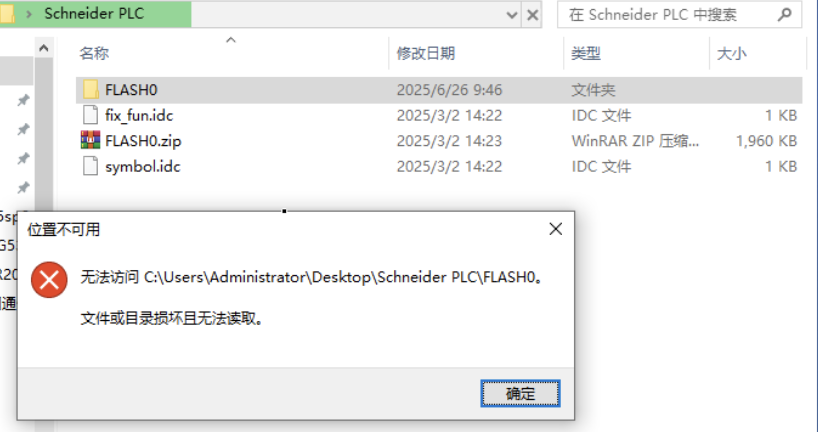 Schneider PLC
在 Schneider PLC 中搜索
名称 修改日期 类型 大小
FLASH0 2025/6/26 9:46 文件夹
fix_fun.idc 2025/3/2 14:22 IDC 文件 1 KB
FLASH0.zip 2025/3/2 14:23 WinRAR ZIP 压缩... 1,960 KB
symbol.idc 2025/3/2 14:22 IDC 文件 1 KB
位置不可用
无法访问 C:\Users\Administrator\Desktop\Schneider PLC\FLASH0。
文件或目录损坏且无法读取。
确定